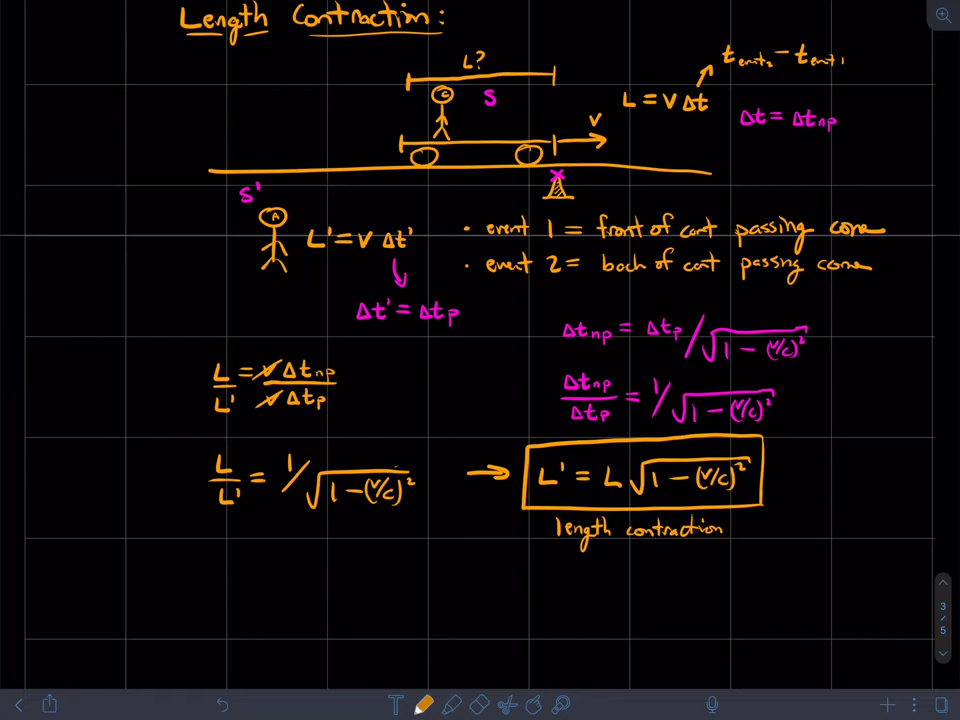 Length Contraction:
L?
t event₂ - t event₁
C
S
L = V Δt
Δt = Δt_np
V
S'
A
L' = V Δt'
• event 1 = front of cart passing cone
• event 2 = back of cart passing cone
Δt' = Δt_p
Δt_np = Δt_p / √(1 - (v/c)²)
L/L' = V Δt_np / V Δt_p
Δt_np/Δt_p = 1/√(1 - (v/c)²)
L/L' = 1/√(1 - (v/c)²) → L' = L √(1 - (v/c)²)
length contraction
3
/
5
T